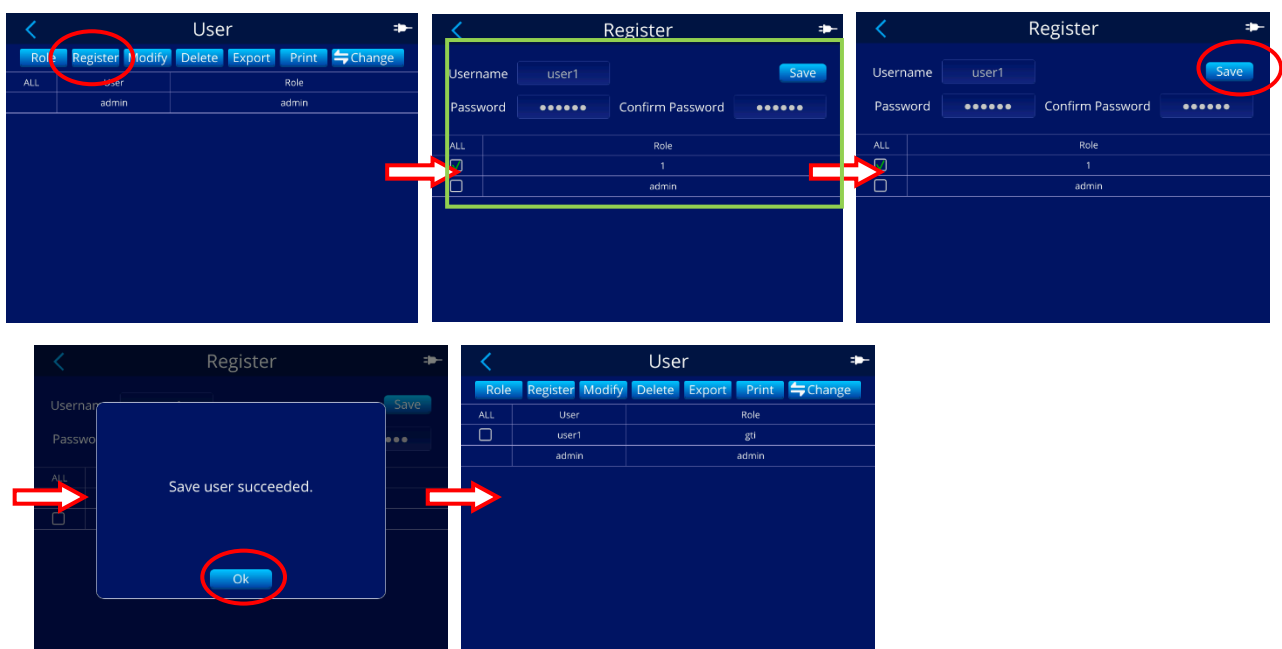 User
Role Register Modify Delete Export Print Change
ALL User Role
admin admin
Register
Username user1 Save
Password ●●●●●● Confirm Password ●●●●●●
ALL Role
1
admin
Register
Username user1 Save
Password ●●●●●● Confirm Password ●●●●●●
ALL Role
1
admin
Register
Save
ALL
Save user succeeded.
Ok
User
Role Register Modify Delete Export Print Change
ALL User Role
user1 gti
admin admin